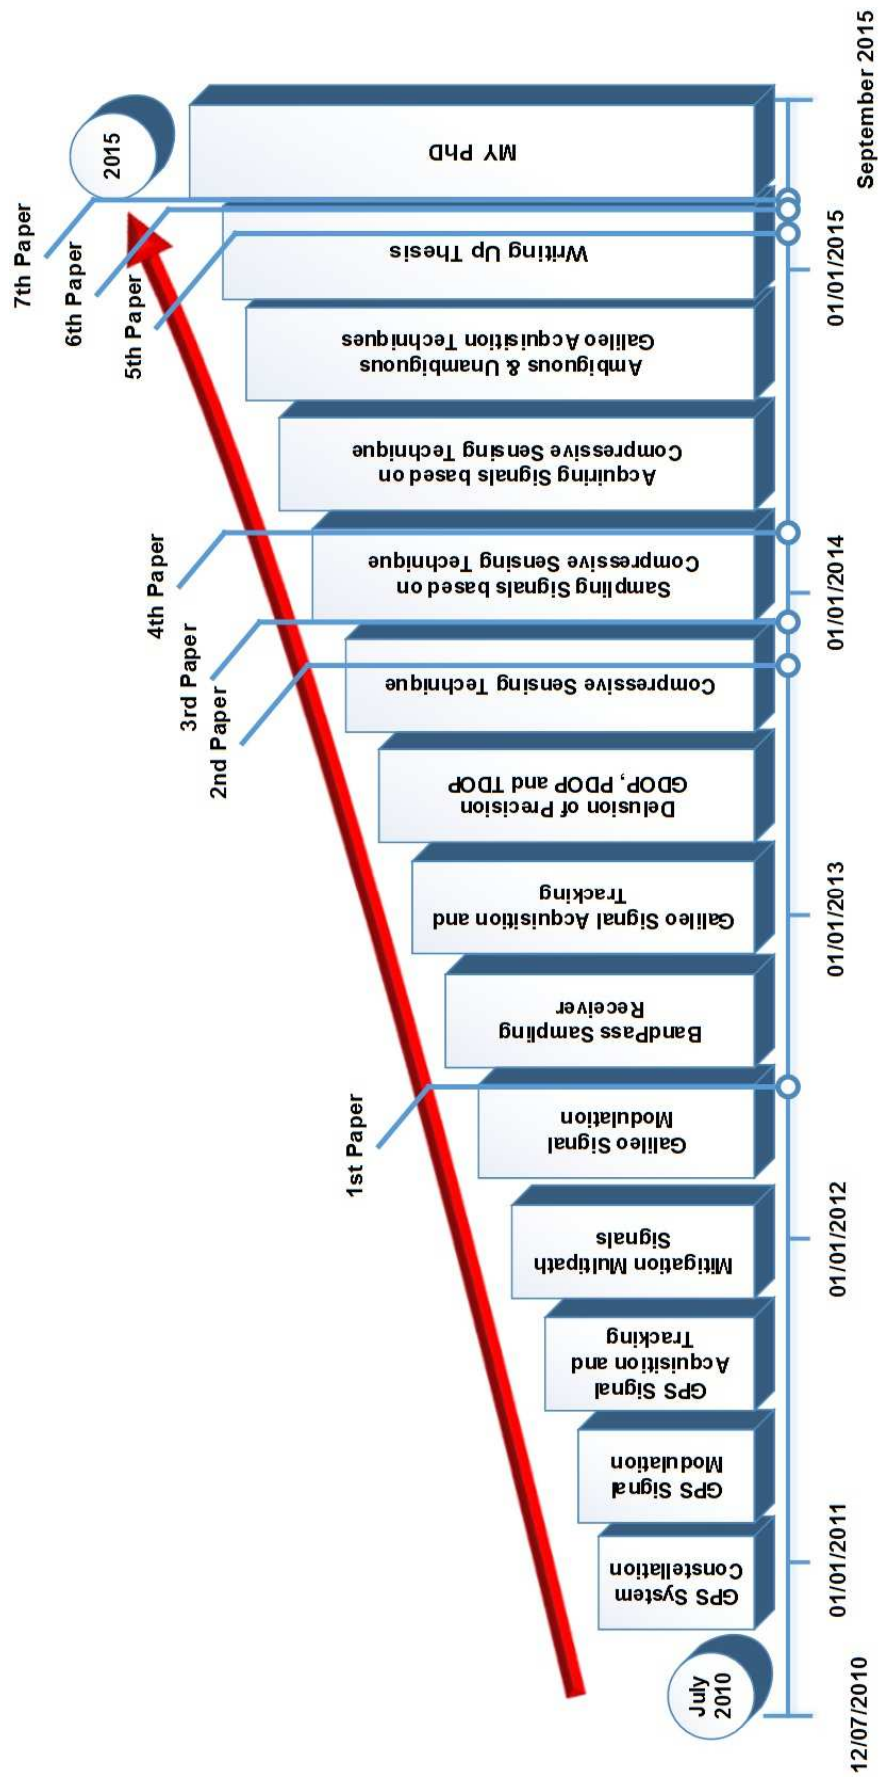 July
2010
GPS System
Constellation
GPS Signal
Modulation
GPS Signal
Acquisition and
Tracking
Mitigation Multipath
Signals
Galileo Signal
Modulation
BandPass Sampling
Receiver
Galileo Signal Acquisition and
Tracking
Delusion of Precision
GDOP, PDOP and TDOP
Compressive Sensing Technique
Sampling Signals based on
Compressive Sensing Technique
Acquiring Signals based on
Compressive Sensing Technique
Ambiguous & Unambiguous
Galileo Acquisition Techniques
Writing Up Thesis
MY PhD
2015
1st Paper
2nd Paper
3rd Paper
4th Paper
5th Paper
6th Paper
7th Paper
12/07/2010
01/01/2011
01/01/2012
01/01/2013
01/01/2014
01/01/2015
September 2015